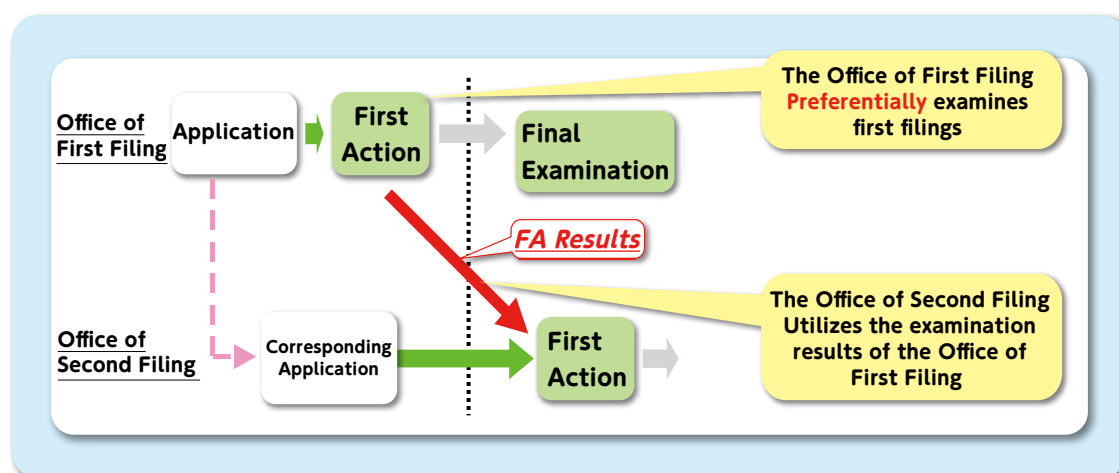 Office of
First Filing
Application
First
Action
Final
Examination
The Office of First Filing
Preferentially examines
first filings
FA Results
Office of
Second Filing
Corresponding
Application
First
Action
The Office of Second Filing
Utilizes the examination
results of the Office of
First Filing